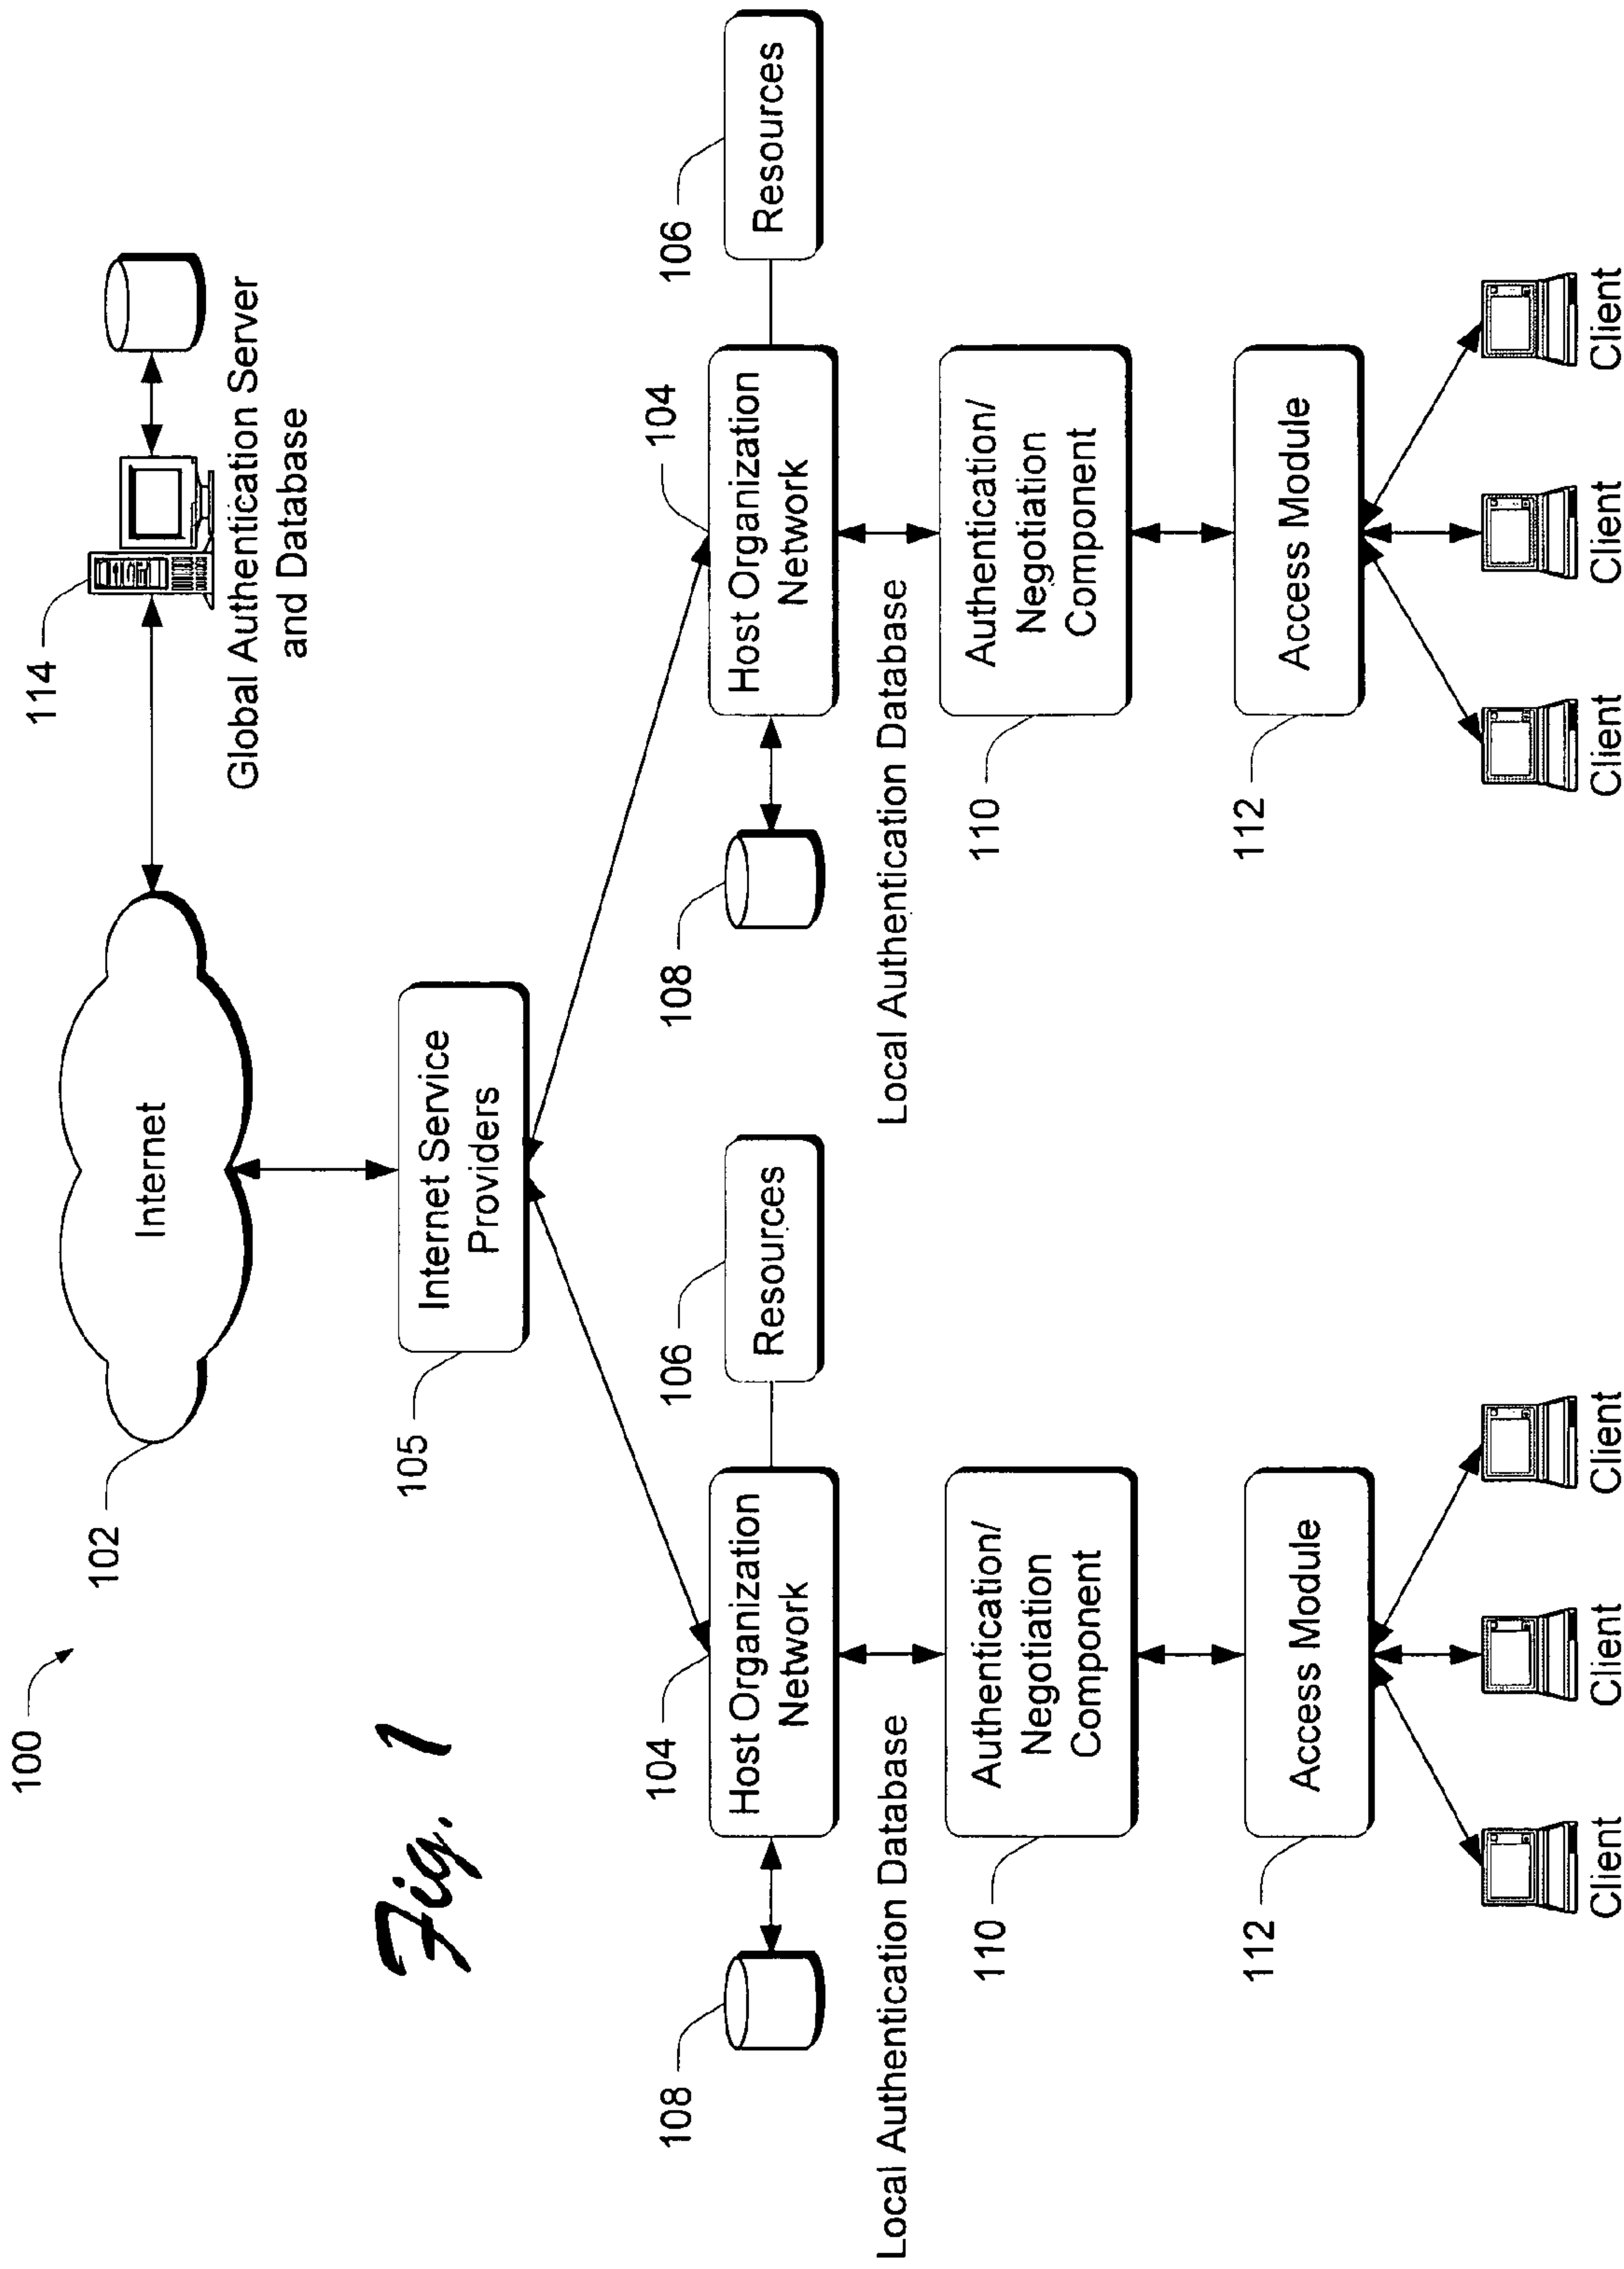 100
102
Internet
114
Global Authentication Server
and Database
105
Internet Service
Providers
Fig. 1
104
Host Organization
Network
106
Resources
108
Local Authentication Database
110
Authentication/
Negotiation
Component
112
Access Module
Client
Client
Client
104
Host Organization
Network
106
Resources
108
Local Authentication Database
110
Authentication/
Negotiation
Component
112
Access Module
Client
Client
Client